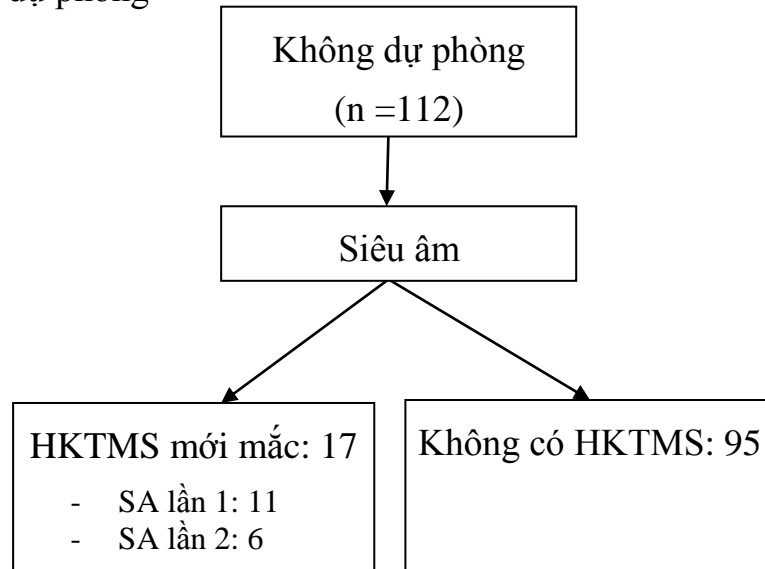 dự phòng
Không dự phòng
(n =112)
Siêu âm
HKTMS mới mắc: 17
- SA lần 1: 11
- SA lần 2: 6
Không có HKTMS: 95